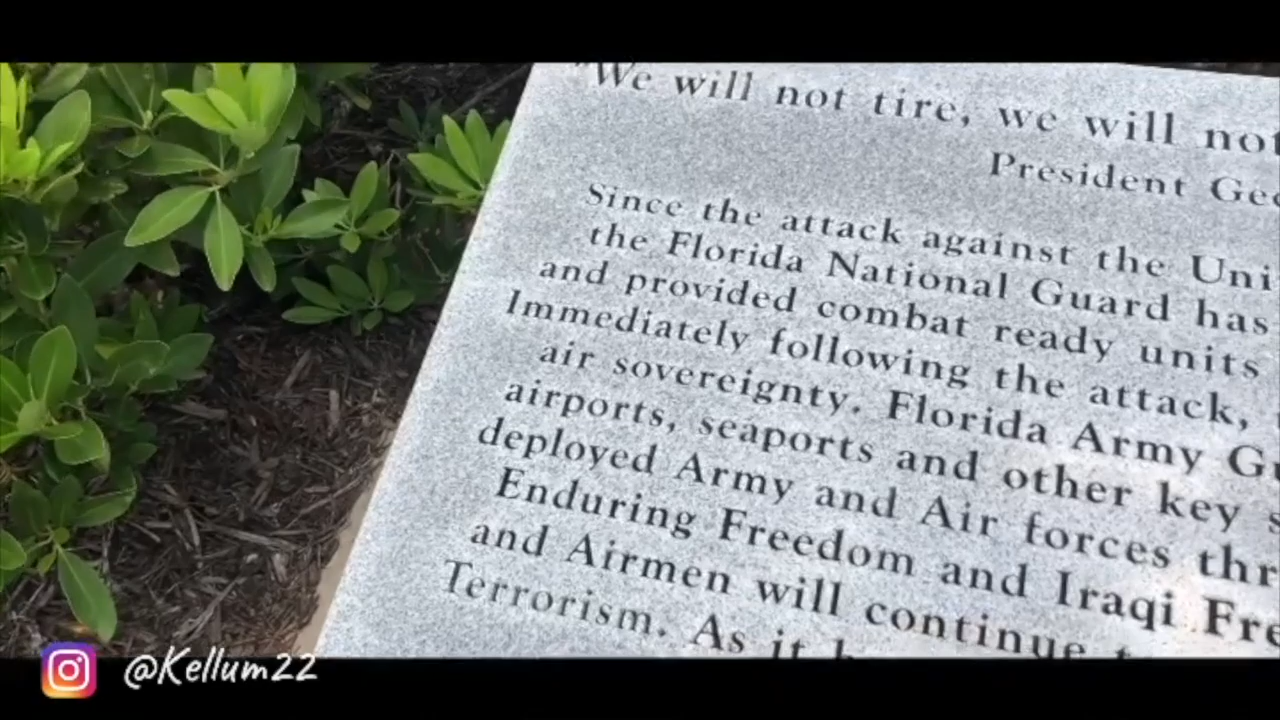 "We will not tire, we will not
President Geo
Since the attack against the Uni
the Florida National Guard has
and provided combat ready units
Immediately following the attack,
air sovereignty. Florida Army Gu
airports, seaports and other key s
deployed Army and Air forces thr
Enduring Freedom and Iraqi Fre
and Airmen will continue t
Terrorism. As it
@Kellum22